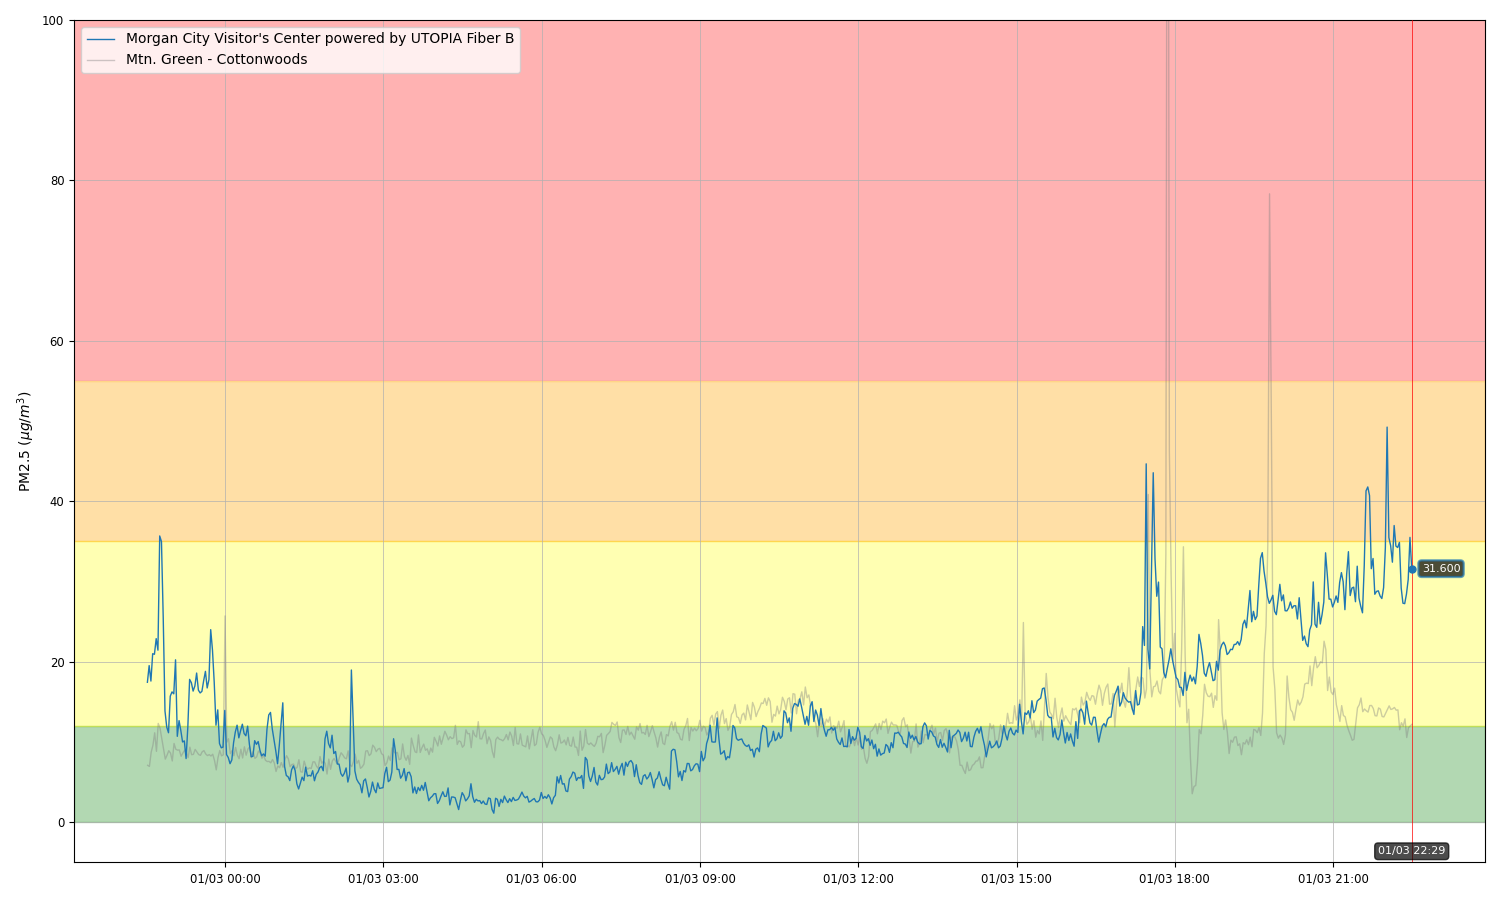 100
80
60
40
20
0
PM2.5 (μg/m³)
Morgan City Visitor's Center powered by UTOPIA Fiber B
Mtn. Green - Cottonwoods
31.600
01/03 22:29
01/03 00:00 01/03 03:00 01/03 06:00 01/03 09:00 01/03 12:00 01/03 15:00 01/03 18:00 01/03 21:00